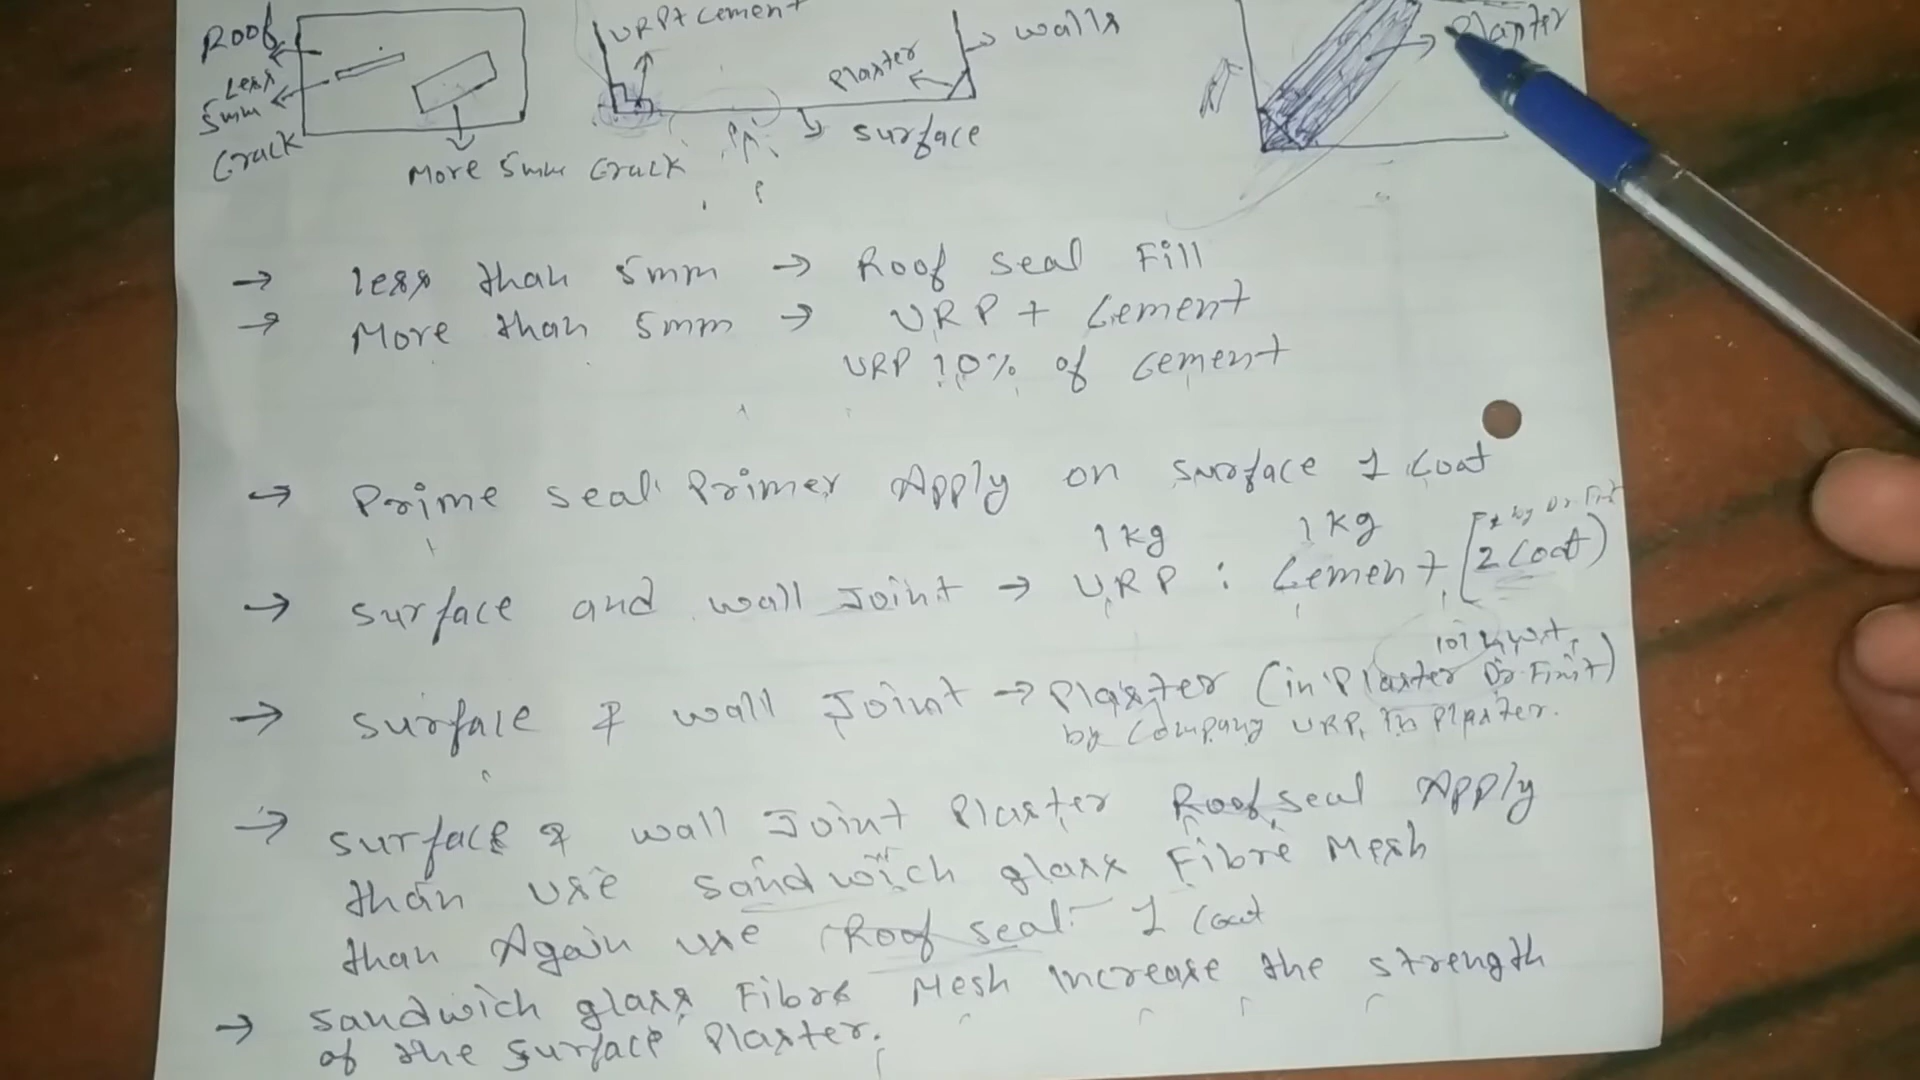 Roof
Less
5mm
Crack
More 5mm Crack
URP+ Cement
Plaster
walls
surface
Plaster
→ less than 5mm → Roof seal Fill
→ More than 5mm → URP + Cement
URP 10% of cement
→ Prime seal Primer Apply on surface 1 Coat
1kg 1kg
→ surface and wall Joint → URP : Cement [2 Coat)
→ surface & wall Joint → Plaster (in Plaster Dr. Fixit)
by Company URP in Plaster.
→ surface & wall Joint Plaster Roof seal Apply
than use sandwich glass Fibre Mesh
than Again use Roof seal 1 Coat
→ sandwich glass Fibre Mesh Increase the strength
of the surface Plaster.